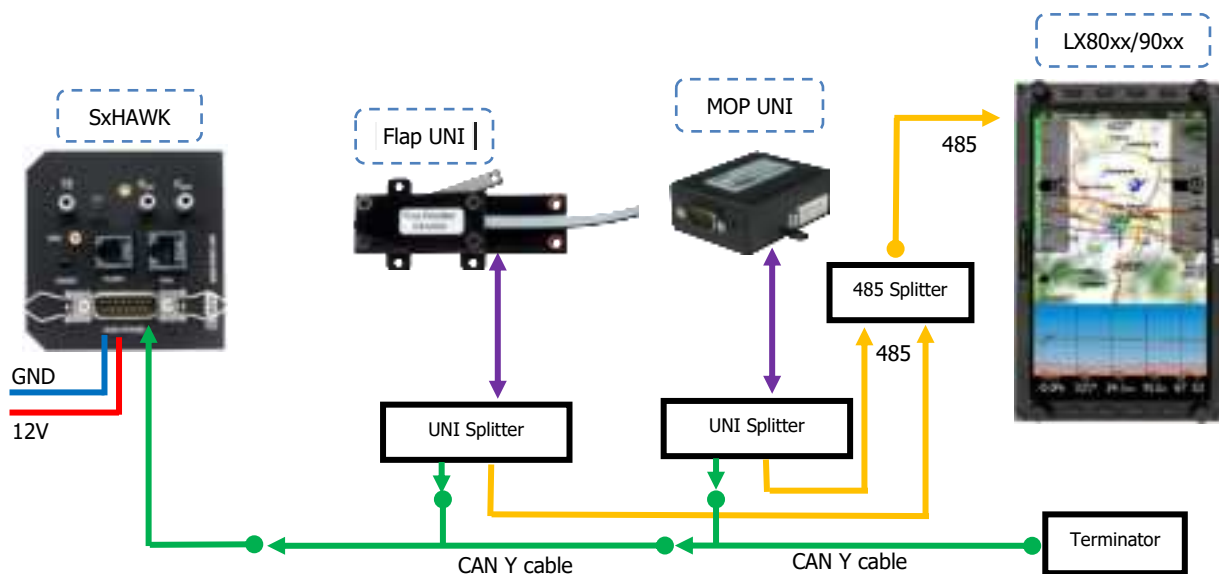 LX80xx/90xx
SxHAWK
MOP UNI
Flap UNI
485
485 Splitter
485
GND
12V
UNI Splitter
UNI Splitter
CAN Y cable
CAN Y cable
Terminator